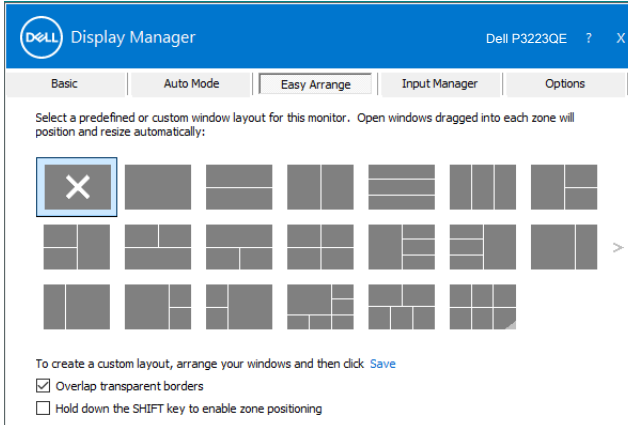 DELL Display Manager Dell P3223QE ? X
Basic Auto Mode Easy Arrange Input Manager Options
Select a predefined or custom window layout for this monitor. Open windows dragged into each zone will
position and resize automatically:
>
To create a custom layout, arrange your windows and then click Save
Overlap transparent borders
Hold down the SHIFT key to enable zone positioning